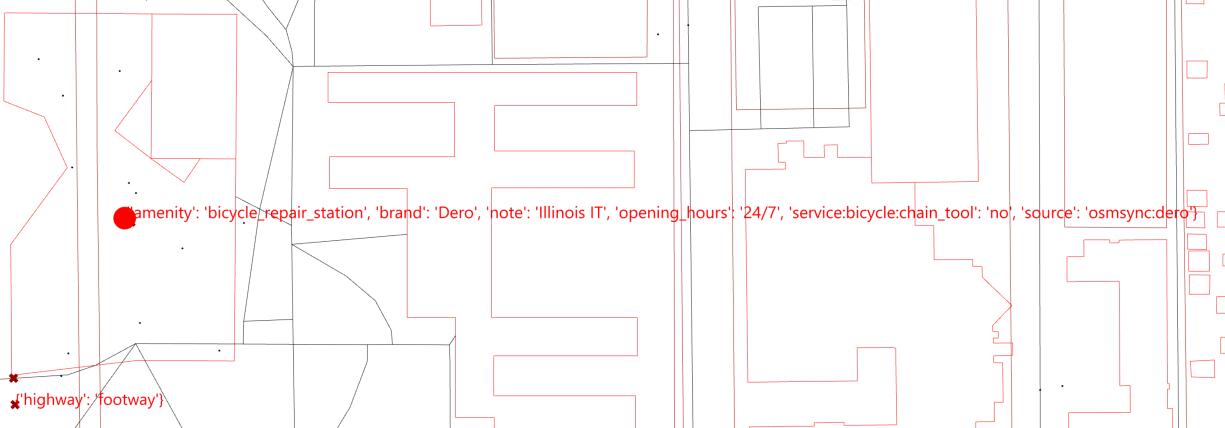 {'amenity': 'bicycle_repair_station', 'brand': 'Dero', 'note': 'Illinois IT', 'opening_hours': '24/7', 'service:bicycle:chain_tool': 'no', 'source': 'osmsync:dero'}
{'highway': 'footway'}